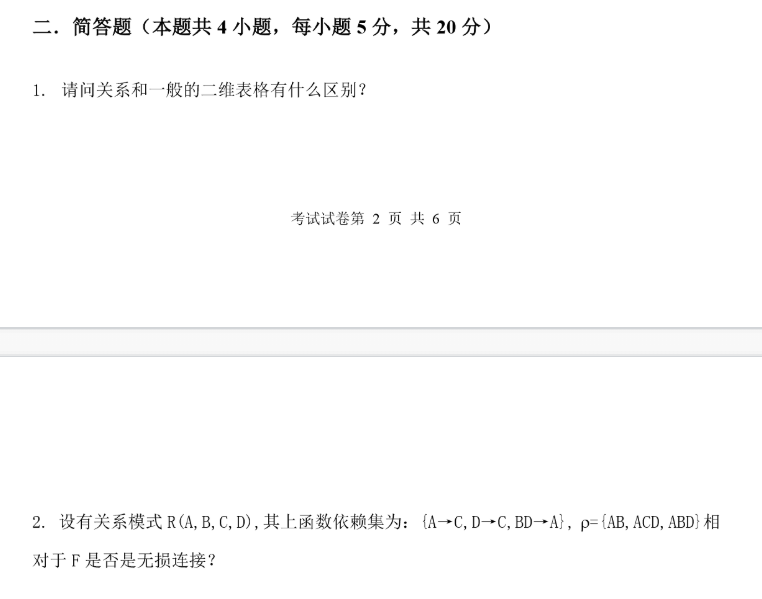 二．简答题（本题共 4 小题，每小题 5 分，共 20 分）
1. 请问关系和一般的二维表格有什么区别？
考试试卷第 2 页 共 6 页
2. 设有关系模式 R(A,B,C,D),其上函数依赖集为：{A→C,D→C,BD→A}, ρ={AB,ACD,ABD}相
对于 F 是否是无损连接？